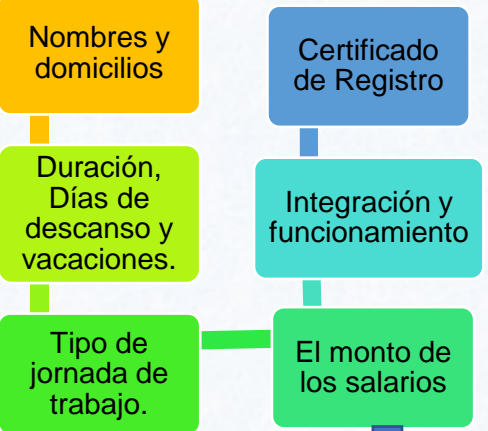 Nombres y
domicilios
Duración,
Días de
descanso y
vacaciones.
Tipo de
jornada de
trabajo.
El monto de
los salarios
Integración y
funcionamiento
Certificado
de Registro